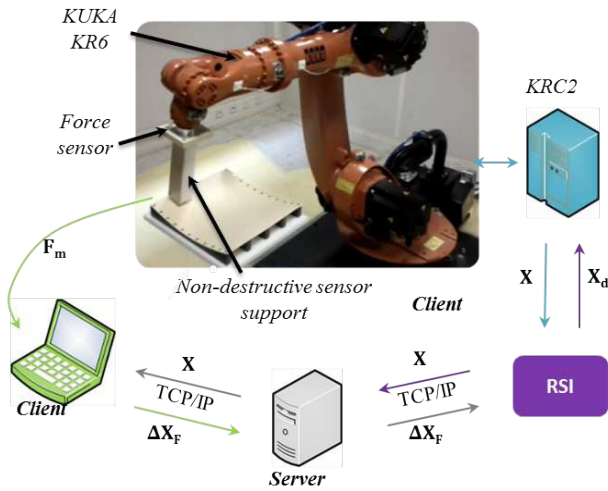 KUKA
KR6
KRC2
Force
sensor
F_m
Non-destructive sensor
support
Client
X
X_d
Client
X
TCP/IP
ΔX_F
Server
X
TCP/IP
ΔX_F
RSI